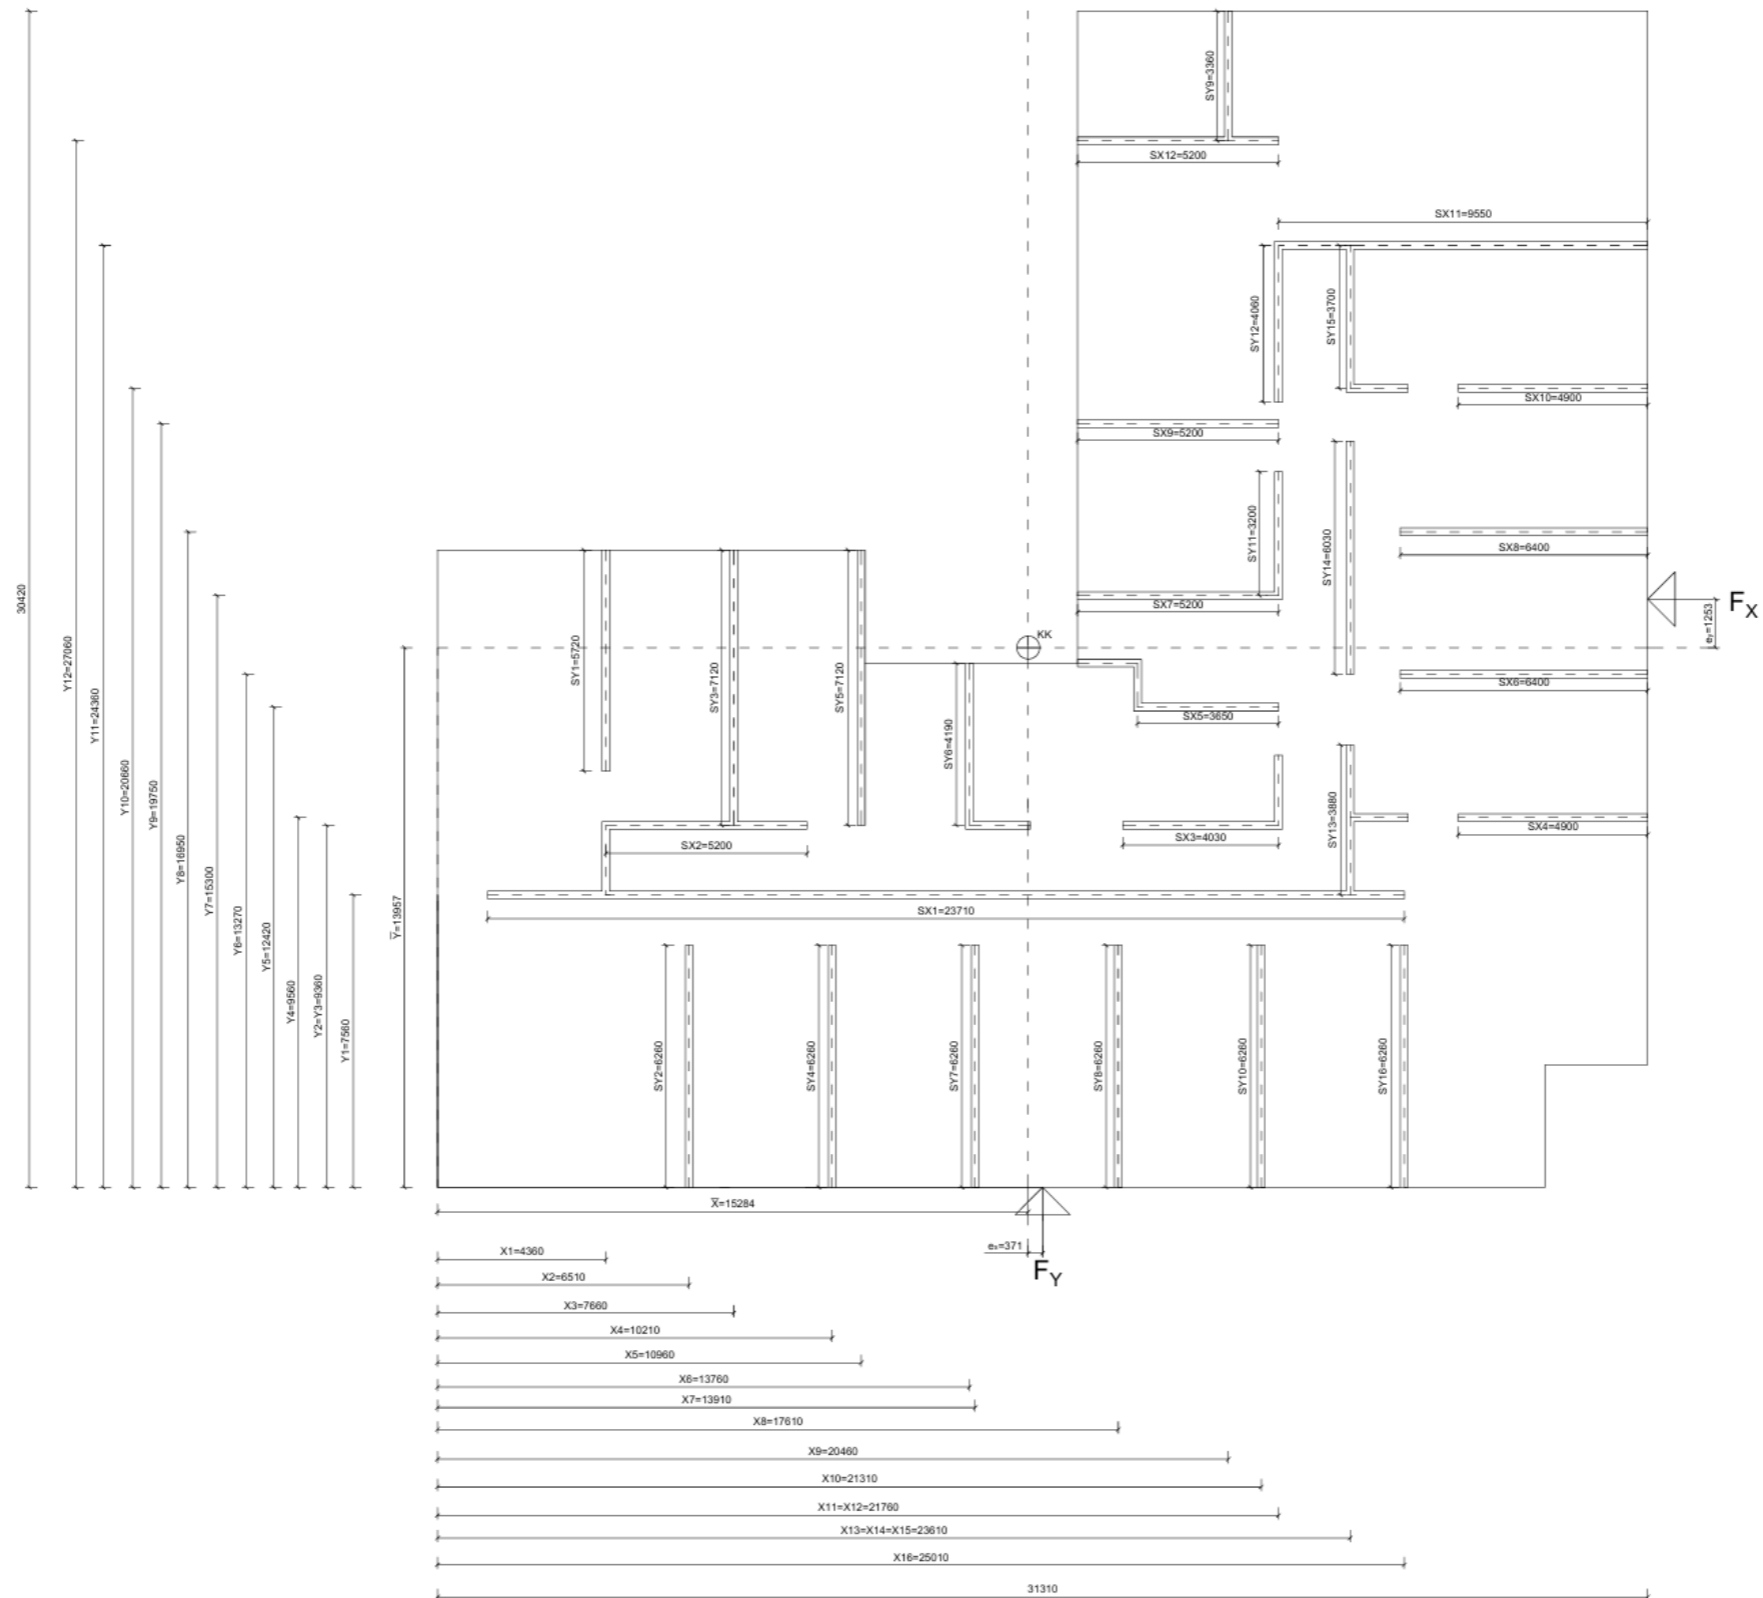 SY9=3360
SX12=5200
SX11=9550
SY12=4060
SY15=3700
SX10=4900
SX9=5200
SY11=3200
SY14=6030
SX8=6400
SX7=5200
F_X
e_y=1253
KK
SX6=6400
SY1=5720
SY3=7120
SY5=7120
SY6=4190
SX5=3650
SX2=5200
SX3=4030
SY13=3880
SX4=4900
SX1=23710
SY2=6260
SY4=6260
SY7=6260
SY8=6260
SY10=6260
SY16=6260
30420
Y12=27060
Y11=24360
Y10=20660
Y9=19750
Y8=16950
Y7=15300
Y6=13270
Y5=12420
Y4=9560
Y2=Y3=9360
Y1=7560
Y̅=13957
X̅=15284
e_x=371
F_Y
X1=4360
X2=6510
X3=7660
X4=10210
X5=10960
X6=13760
X7=13910
X8=17610
X9=20460
X10=21310
X11=X12=21760
X13=X14=X15=23610
X16=25010
31310